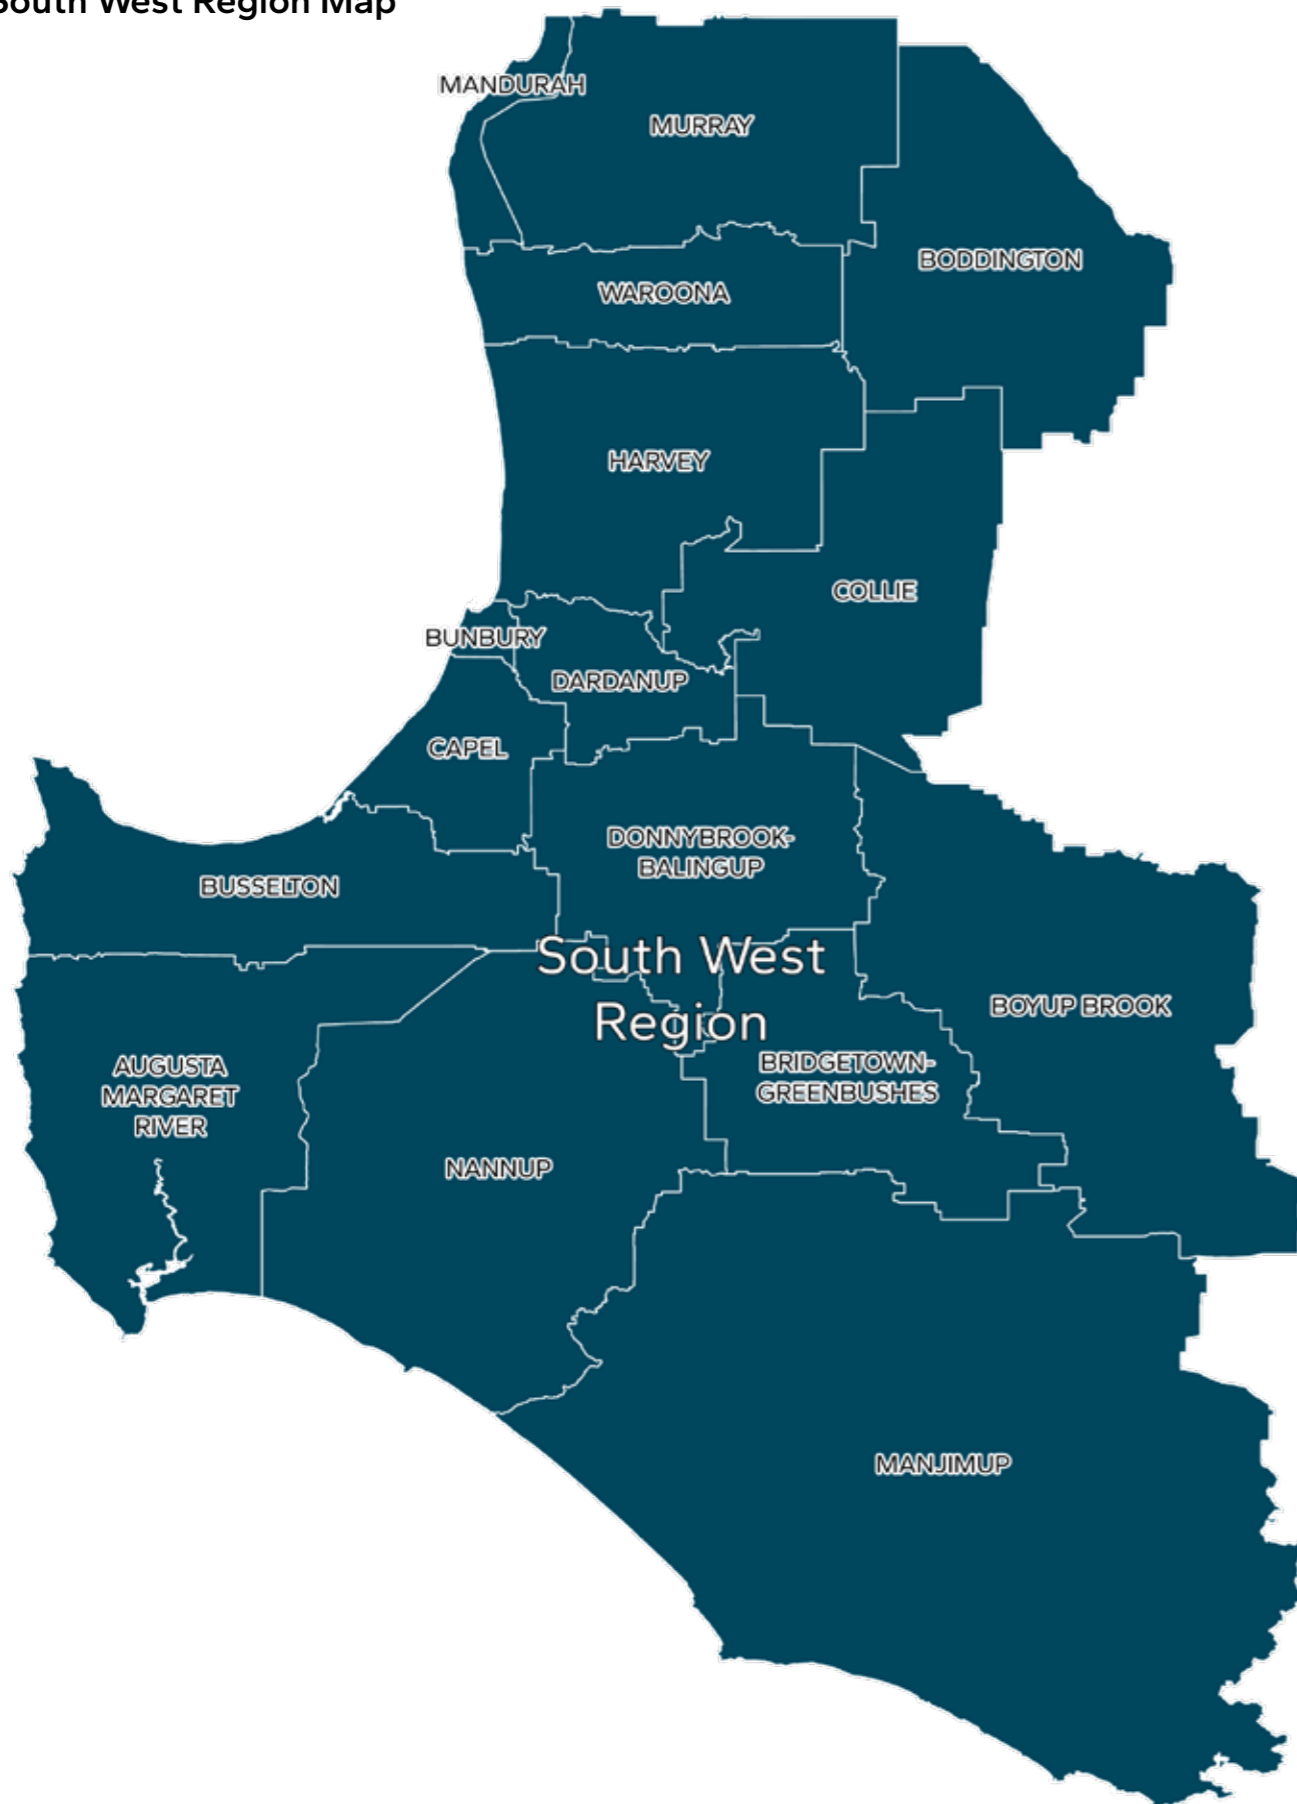 South West Region Map
MANDURAH
MURRAY
BODDINGTON
WAROONA
HARVEY
COLLIE
BUNBURY
DARDANUP
CAPEL
DONNYBROOK-
BALINGUP
BUSSELTON
South West
Region
BOYUP BROOK
BRIDGETOWN-
GREENBUSHES
AUGUSTA
MARGARET
RIVER
NANNUP
MANJIMUP